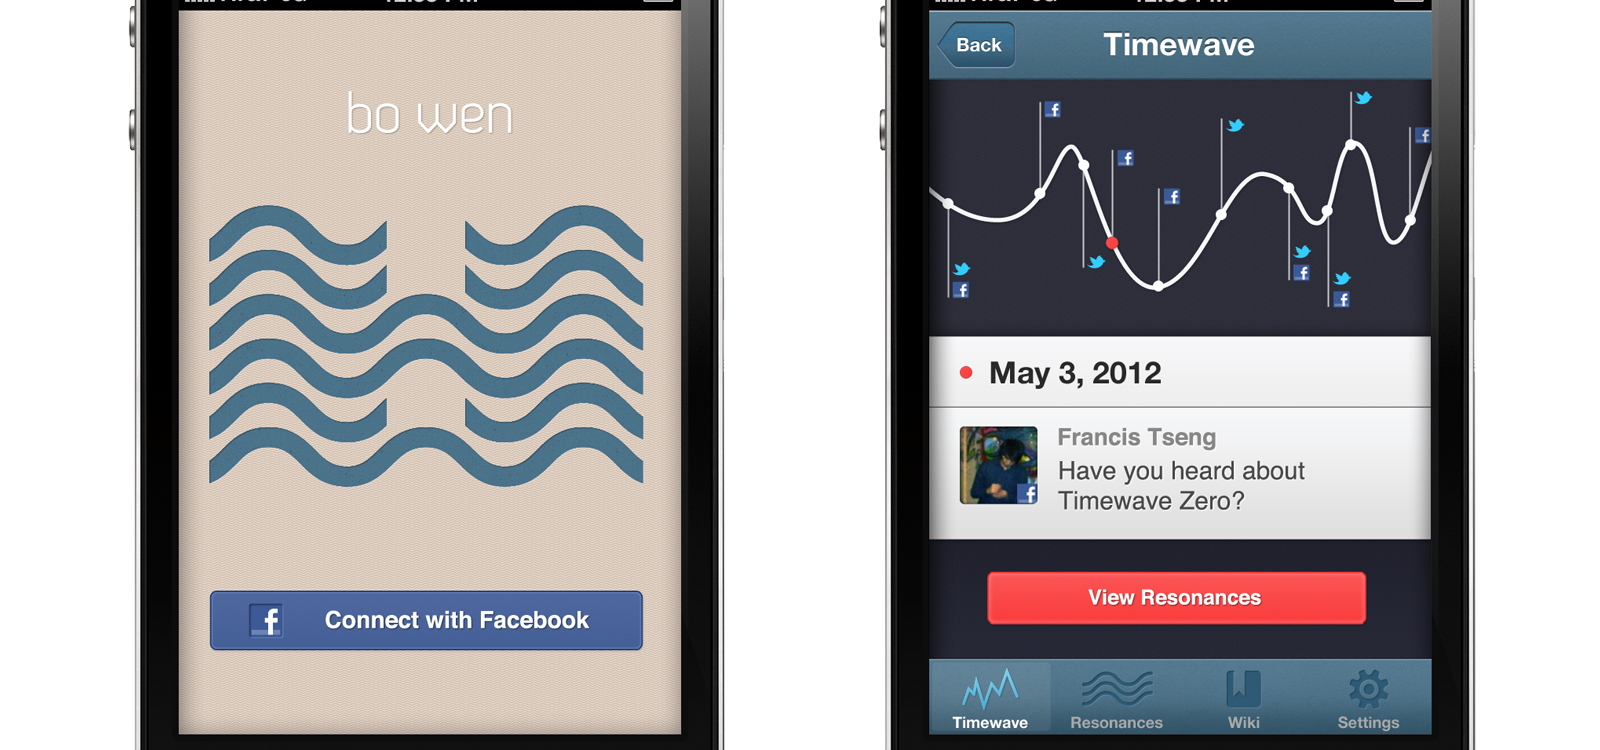 bo wen
Connect with Facebook
Back
Timewave
May 3, 2012
Francis Tseng
Have you heard about
Timewave Zero?
View Resonances
Timewave
Resonances
Wiki
Settings